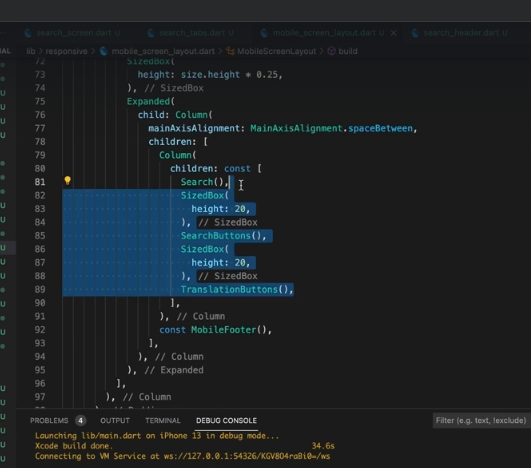 search_screen.dart U search_tabs.dart U mobile_screen_layout.dart U search_header.dart U
lib > responsive > mobile_screen_layout.dart > MobileScreenLayout > build
72 SizedBox(
73 height: size.height * 0.25,
74 ), // SizedBox
75 Expanded(
76 child: Column(
77 mainAxisAlignment: MainAxisAlignment.spaceBetween,
78 children: [
79 Column(
80 children: const [
81 Search(),
82 SizedBox(
83 height: 20,
84 ), // SizedBox
85 SearchButtons(),
86 SizedBox(
87 height: 20,
88 ), // SizedBox
89 TranslationButtons(),
90 ],
91 ), // Column
92 const MobileFooter(),
93 ],
94 ), // Column
95 ), // Expanded
96 ],
97 ), // Column
PROBLEMS 4 OUTPUT TERMINAL DEBUG CONSOLE Filter (e.g. text, !exclude)
Launching lib/main.dart on iPhone 13 in debug mode...
Xcode build done. 34.6s
Connecting to VM Service at ws://127.0.0.1:54326/KGV8O4raBi0=/ws